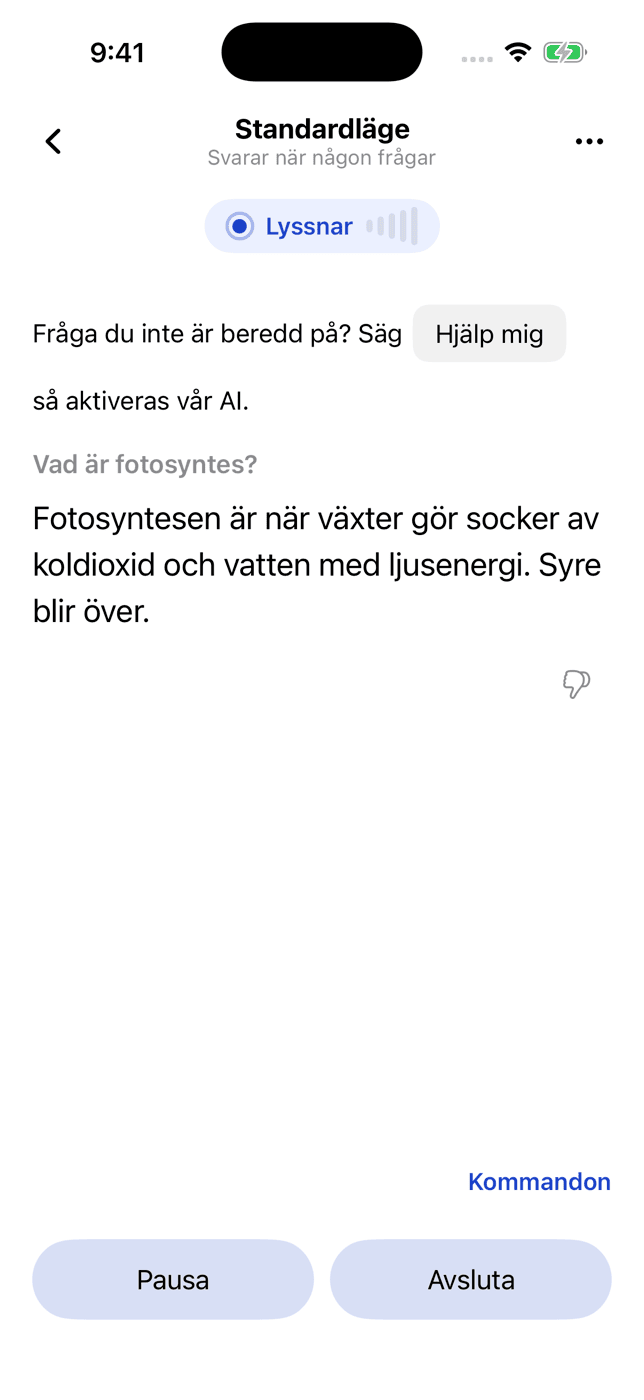 9:41
Standardläge
Svarar när någon frågar
Lyssnar
Fråga du inte är beredd på? Säg Hjälp mig
så aktiveras vår AI.
Vad är fotosyntes?
Fotosyntesen är när växter gör socker av
koldioxid och vatten med ljusenergi. Syre
blir över.
Kommandon
Pausa Avsluta